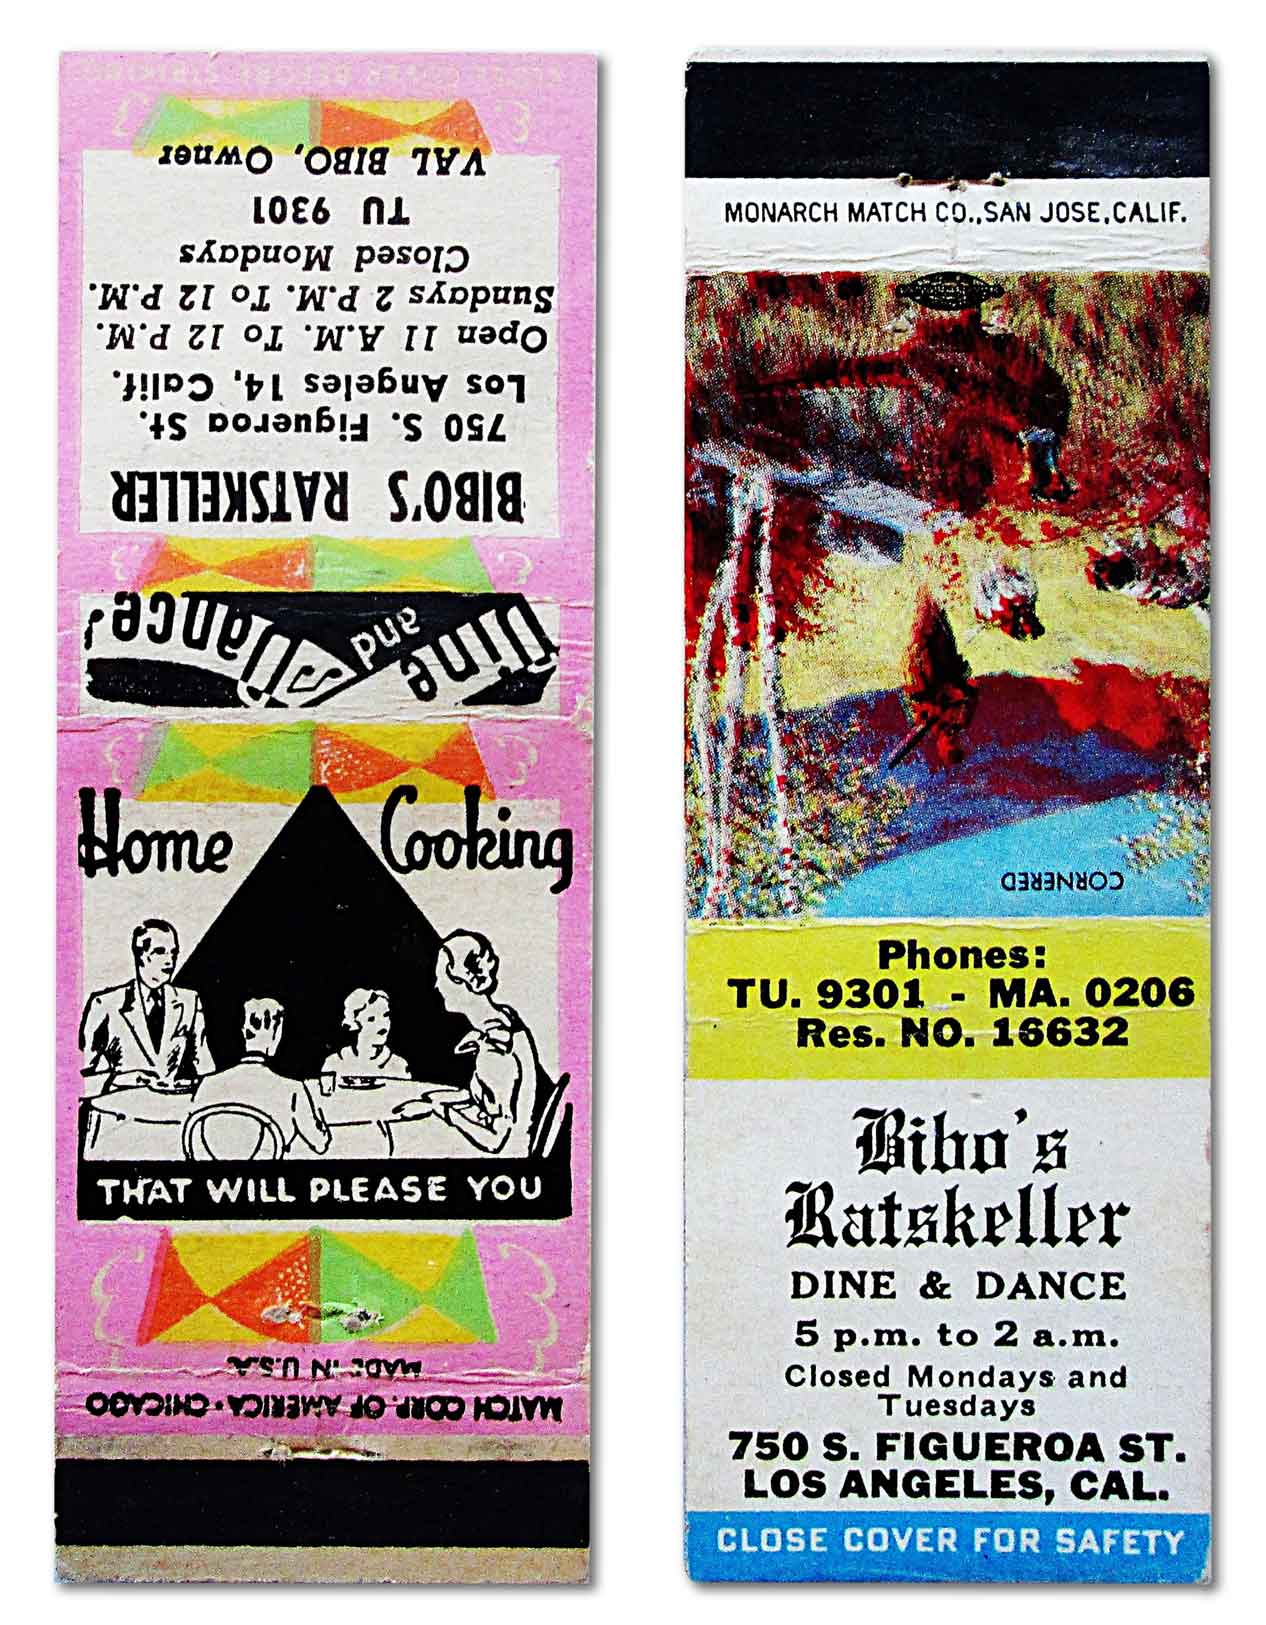 CLOSE COVER BEFORE STRIKING
VAL BIBO, Owner
TU 9301
Closed Mondays
Sundays 2 P.M. To 12 P.M.
Open 11 A.M. To 12 P.M.
Los Angeles 14, Calif.
750 S. Figueroa St.
BIBO'S RATSKELLER
Dine and Dance
Home Cooking
THAT WILL PLEASE YOU
MADE IN U.S.A.
MATCH CORP. OF AMERICA · CHICAGO
MONARCH MATCH CO., SAN JOSE, CALIF.
CORNERED
Phones:
TU. 9301 - MA. 0206
Res. NO. 16632
Bibo's
Ratskeller
DINE & DANCE
5 p.m. to 2 a.m.
Closed Mondays and
Tuesdays
750 S. FIGUEROA ST.
LOS ANGELES, CAL.
CLOSE COVER FOR SAFETY